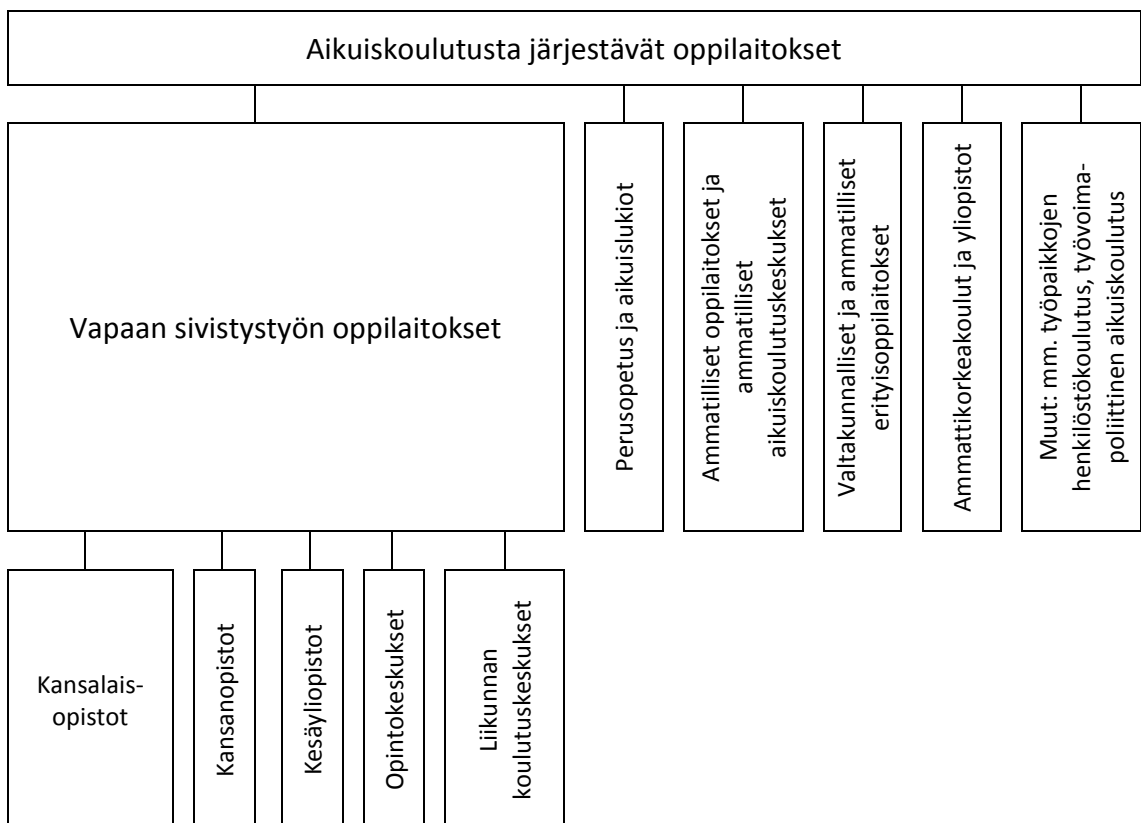 Aikuiskoulutusta järjestävät oppilaitokset
Vapaan sivistystyön oppilaitokset
Perusopetus ja aikuislukiot
Ammatilliset oppilaitokset ja
ammatilliset
aikuiskoulutuskeskukset
Valtakunnalliset ja ammatilliset
erityisoppilaitokset
Ammattikorkeakoulut ja yliopistot
Muut: mm. työpaikkojen
henkilöstökoulutus, työvoima-
poliittinen aikuiskoulutus
Kansalais-
opistot
Kansanopistot
Kesäyliopistot
Opintokeskukset
Liikunnan
koulutuskeskukset